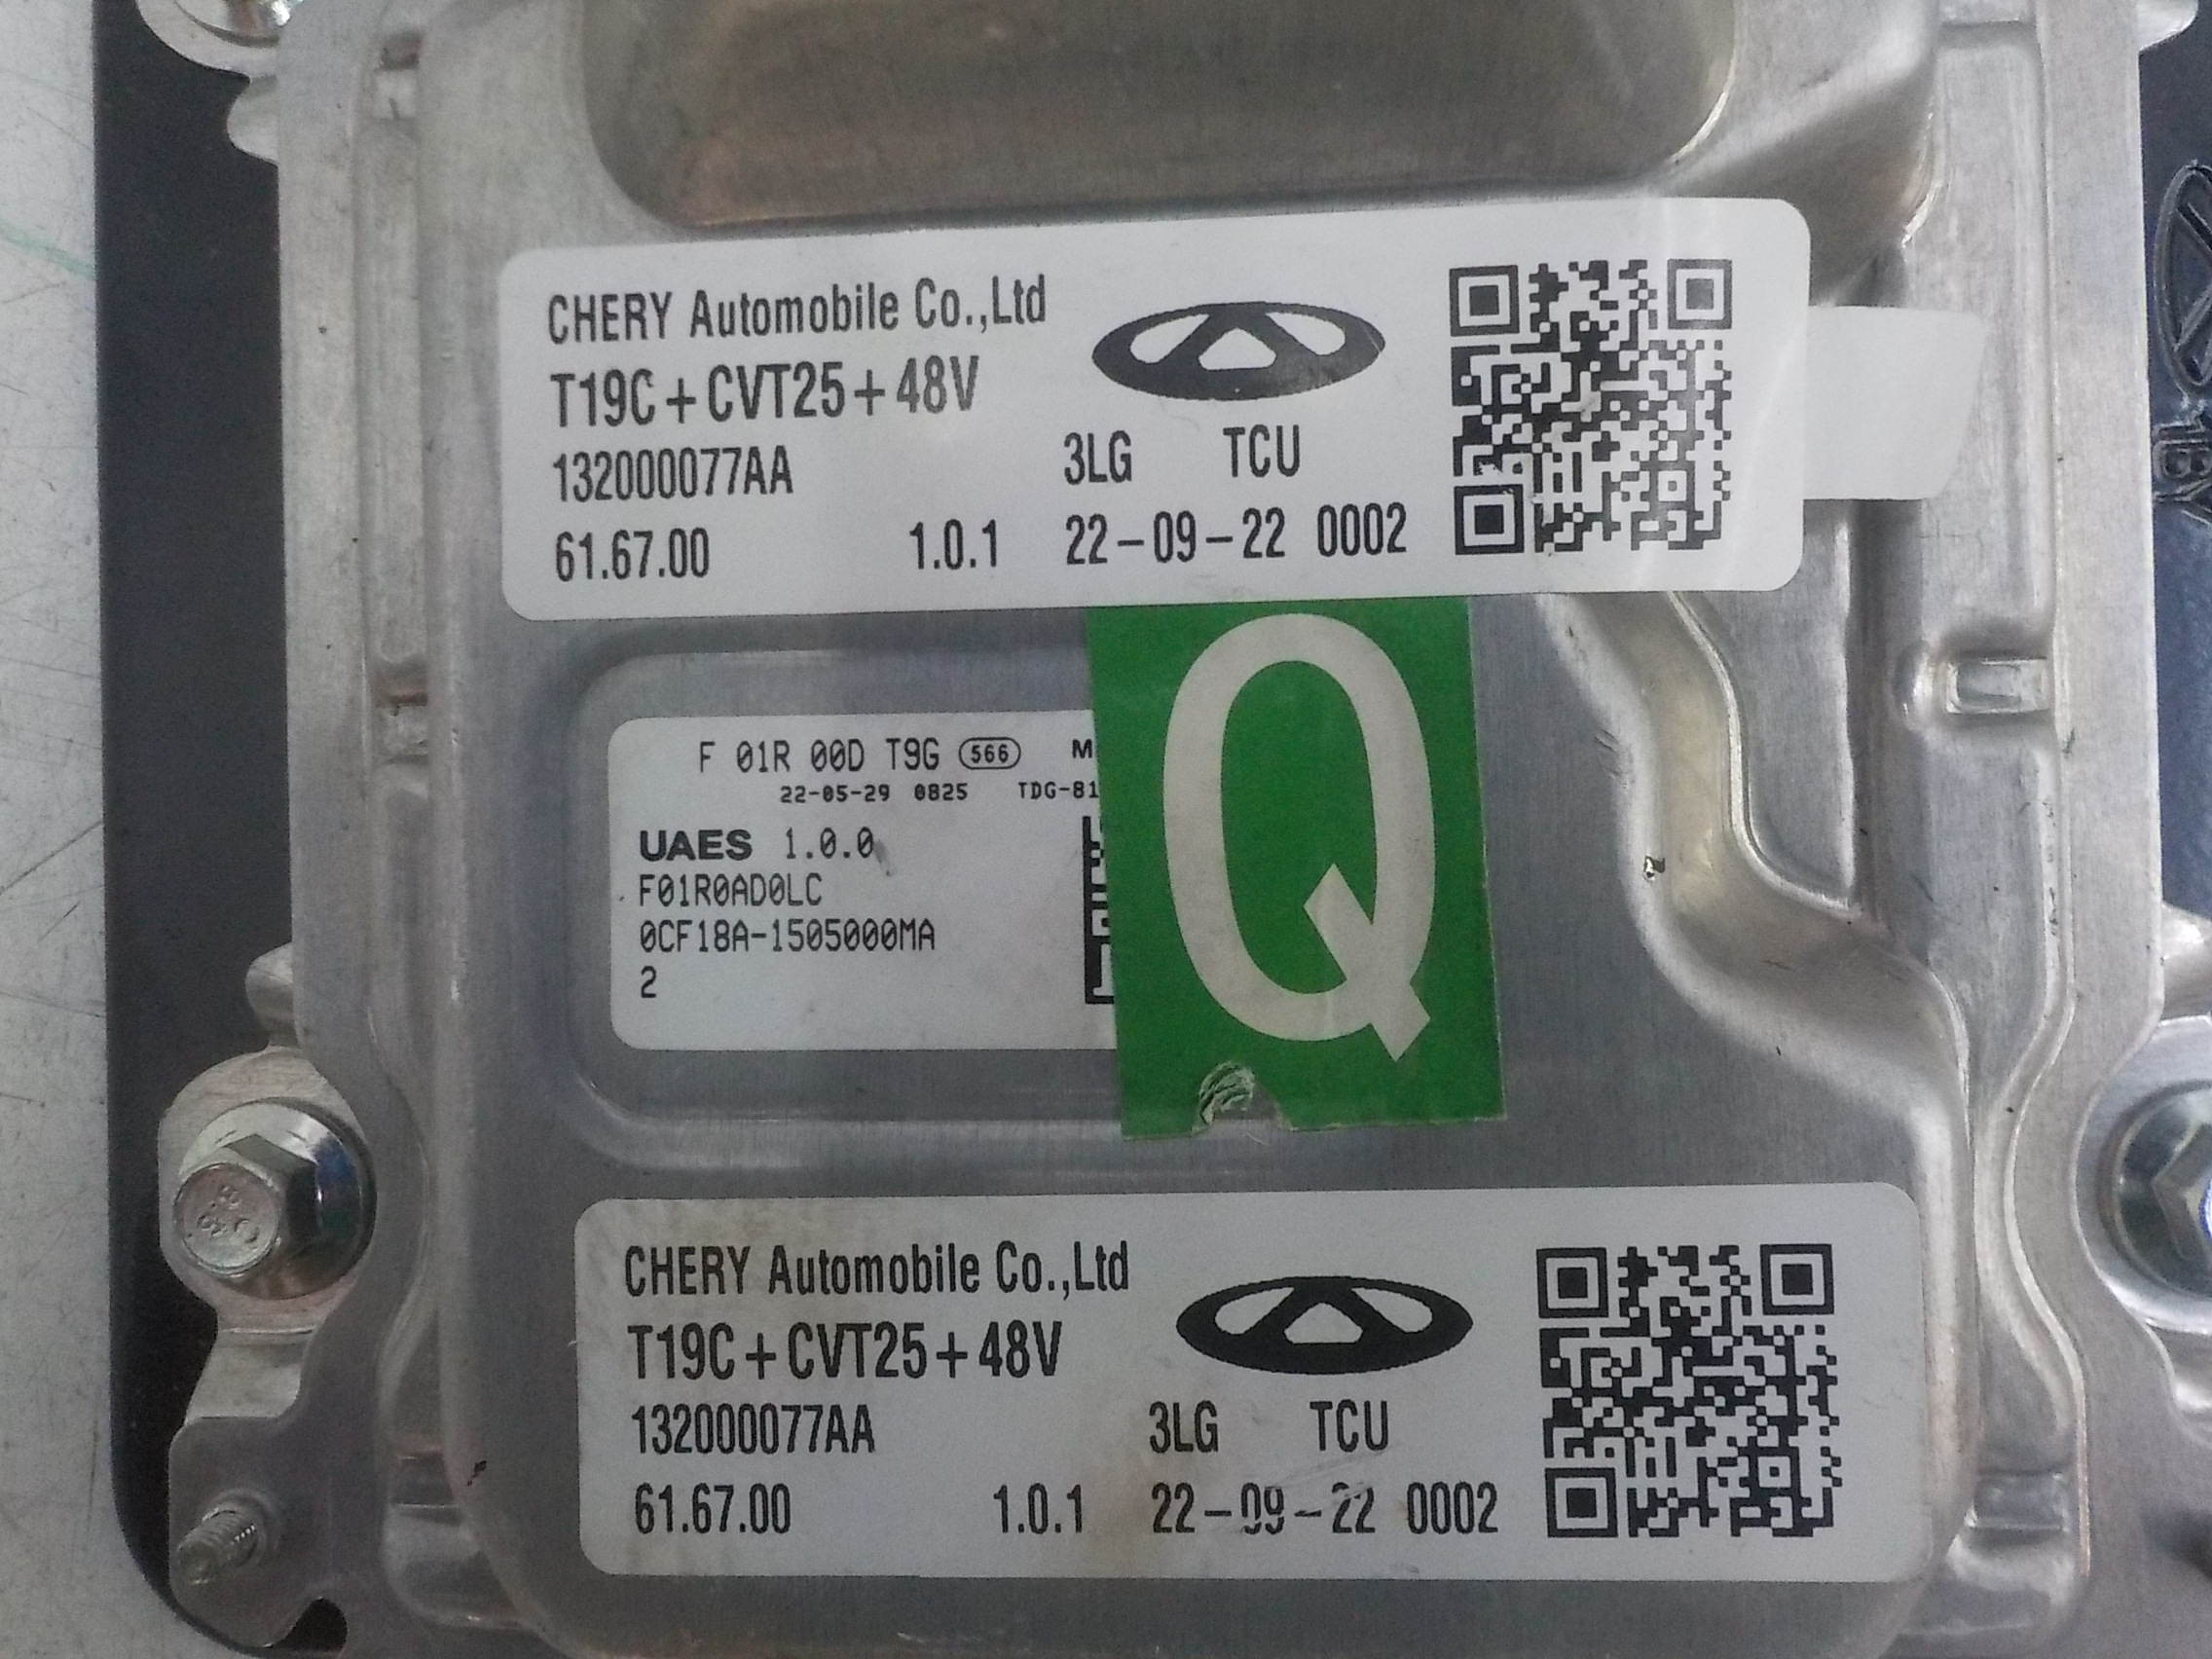 CHERY Automobile Co.,Ltd
T19C+CVT25+48V
132000077AA 3LG TCU
61.67.00 1.0.1 22-09-22 0002
F 01R 00D T9G 566 M
22-05-29 0825 TDG-81
UAES 1.0.0
F01R0AD0LC
0CF18A-1505000MA
2
Q
CHERY Automobile Co.,Ltd
T19C+CVT25+48V
132000077AA 3LG TCU
61.67.00 1.0.1 22-09-22 0002
8.8